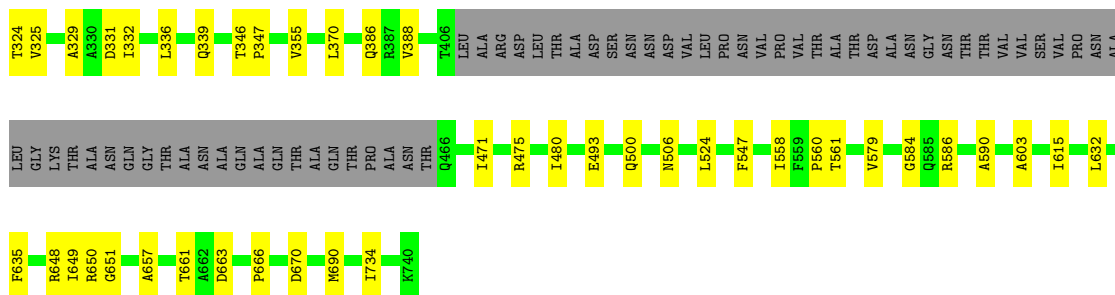 T324 V325 A329 A330 D331 I332 L336 Q339 T346 P347 V355 L370 Q386 R387 V388 T406 LEU ALA ARG ASP LEU THR ALA ASP SER ASN ASN ASP VAL LEU PRO ASN VAL PRO VAL THR ALA THR ASP ALA ASN GLY ASN THR THR VAL VAL SER VAL PRO ASN ALA
LEU GLY LYS THR ALA ASN GLN GLY THR ALA ASN ALA GLN ALA GLN THR ALA GLN THR PRO ALA ASN THR Q466 I471 R475 I480 E493 Q500 N506 L524 F547 I558 F559 P560 T561 V579 G584 Q585 R586 A590 A603 I615 L632
F635 R648 I649 R650 G651 A657 T661 A662 D663 P666 D670 M690 I734 K740